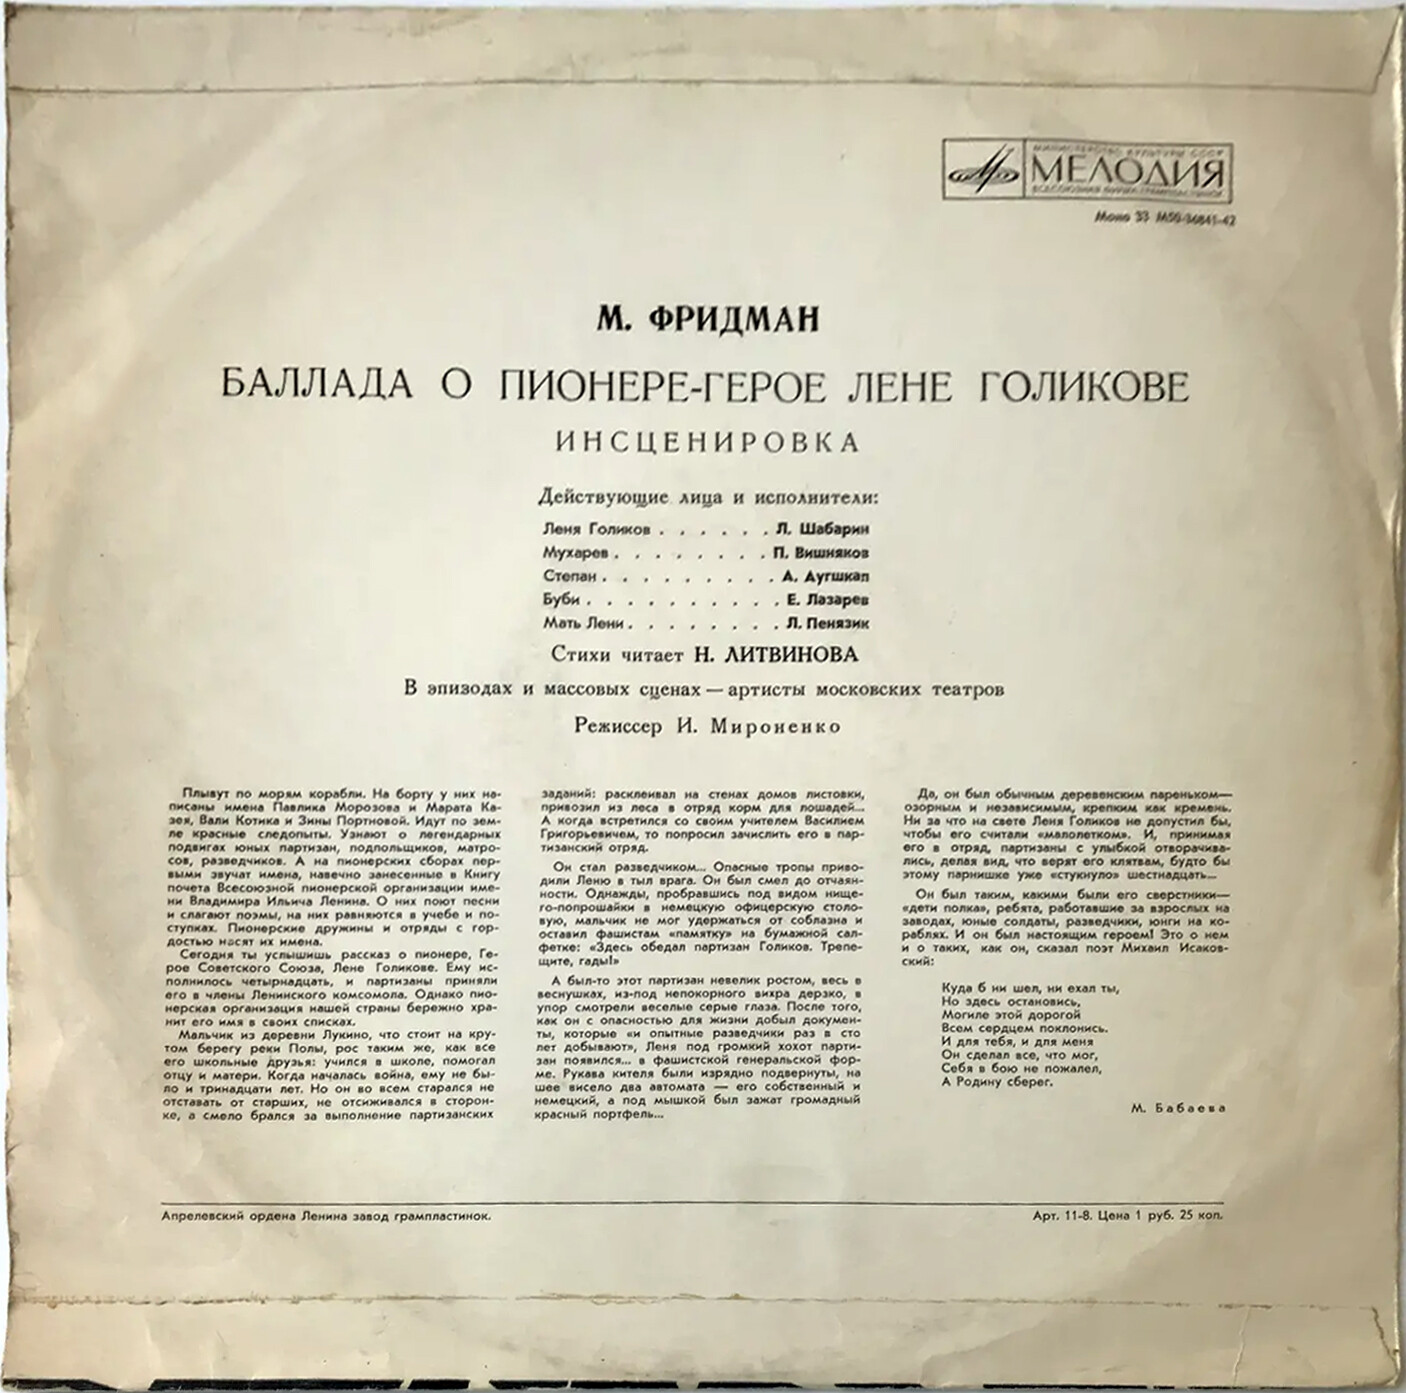 МИНИСТЕРСТВО КУЛЬТУРЫ СССР
МЕЛОДИЯ
ВСЕСОЮЗНАЯ ФИРМА ГРАМПЛАСТИНОК
Моно 33 М50-36841-42
М. ФРИДМАН
БАЛЛАДА О ПИОНЕРЕ-ГЕРОЕ ЛЕНЕ ГОЛИКОВЕ
ИНСЦЕНИРОВКА
Действующие лица и исполнители:
Леня Голиков . . . . . . Л. Шабарин
Мухарев . . . . . . . . П. Вишняков
Степан . . . . . . . . . А. Аугшкап
Буби . . . . . . . . . . Е. Лазарев
Мать Лени . . . . . . . . Л. Пенязик
Стихи читает Н. ЛИТВИНОВА
В эпизодах и массовых сценах — артисты московских театров
Режиссер И. Мироненко
Плывут по морям корабли. На борту у них на-
писаны имена Павлика Морозова и Марата Ка-
зея, Вали Котика и Зины Портновой. Идут по зем-
ле красные следопыты. Узнают о легендарных
подвигах юных партизан, подпольщиков, матро-
сов, разведчиков. А на пионерских сборах пер-
выми звучат имена, навечно занесенные в Книгу
почета Всесоюзной пионерской организации име-
ни Владимира Ильича Ленина. О них поют песни
и слагают поэмы, на них равняются в учебе и по-
ступках. Пионерские дружины и отряды с гор-
достью носят их имена.
Сегодня ты услышишь рассказ о пионере, Ге-
рое Советского Союза, Лене Голикове. Ему ис-
полнилось четырнадцать, и партизаны приняли
его в члены Ленинского комсомола. Однако пио-
нерская организация нашей страны бережно хра-
нит его имя в своих списках.
Мальчик из деревни Лукино, что стоит на кру-
том берегу реки Полы, рос таким же, как все
его школьные друзья: учился в школе, помогал
отцу и матери. Когда началась война, ему не бы-
ло и тринадцати лет. Но он во всем старался не
отставать от старших, не отсиживался в сторон-
ке, а смело брался за выполнение партизанских
заданий: расклеивал на стенах домов листовки,
привозил из леса в отряд корм для лошадей...
А когда встретился со своим учителем Василием
Григорьевичем, то попросил зачислить его в пар-
тизанский отряд.
Он стал разведчиком... Опасные тропы приво-
дили Леню в тыл врага. Он был смел до отчаян-
ности. Однажды, пробравшись под видом нище-
го-попрошайки в немецкую офицерскую столо-
вую, мальчик не мог удержаться от соблазна и
оставил фашистам «памятку» на бумажной сал-
фетке: «Здесь обедал партизан Голиков. Трепе-
щите, гады!»
А был-то этот партизан невелик ростом, весь в
веснушках, из-под непокорного вихра дерзко, в
упор смотрели веселые серые глаза. После того,
как он с опасностью для жизни добыл докумен-
ты, которые «и опытные разведчики раз в сто
лет добывают», Леня под громкий хохот парти-
зан появился... в фашистской генеральской фор-
ме. Рукава кителя были изрядно подвернуты, на
шее висело два автомата — его собственный и
немецкий, а под мышкой был зажат громадный
красный портфель...
Да, он был обычным деревенским пареньком—
озорным и независимым, крепким как кремень.
Ни за что на свете Леня Голиков не допустил бы,
чтобы его считали «малолетком». И, принимая
его в отряд, партизаны с улыбкой отворачива-
лись, делая вид, что верят его клятвам, будто бы
этому парнишке уже «стукнуло» шестнадцать...
Он был таким, какими были его сверстники—
«дети полка», ребята, работавшие за взрослых на
заводах, юные солдаты, разведчики, юнги на ко-
раблях. И он был настоящим героем! Это о нем
и о таких, как он, сказал поэт Михаил Исаков-
ский:
Куда б ни шел, ни ехал ты,
Но здесь остановись,
Могиле этой дорогой
Всем сердцем поклонись.
И для тебя, и для меня
Он сделал все, что мог,
Себя в бою не пожалел,
А Родину сберег.
М. Бабаева
Апрелевский ордена Ленина завод грампластинок.
Арт. 11-8. Цена 1 руб. 25 коп.